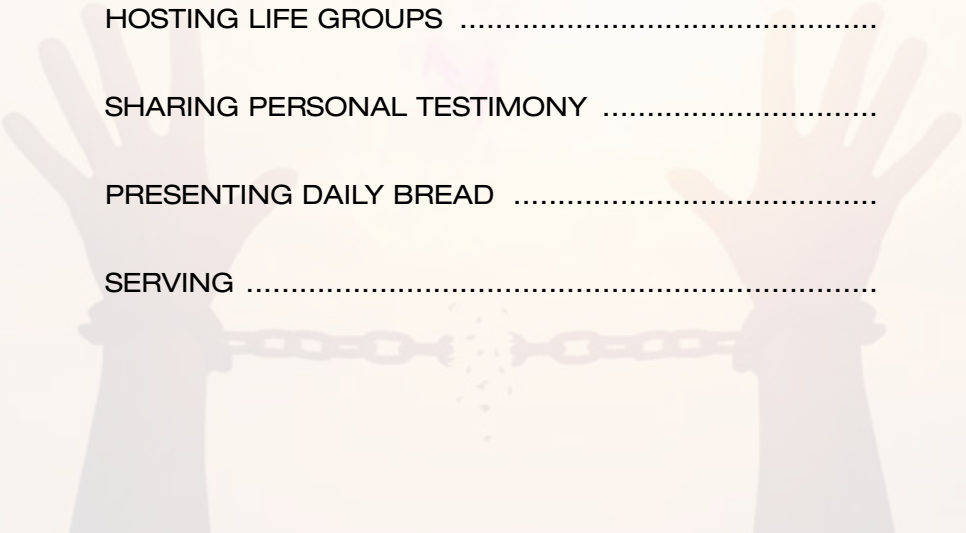 HOSTING LIFE GROUPS ...............................................
SHARING PERSONAL TESTIMONY ...............................
PRESENTING DAILY BREAD .........................................
SERVING .......................................................................